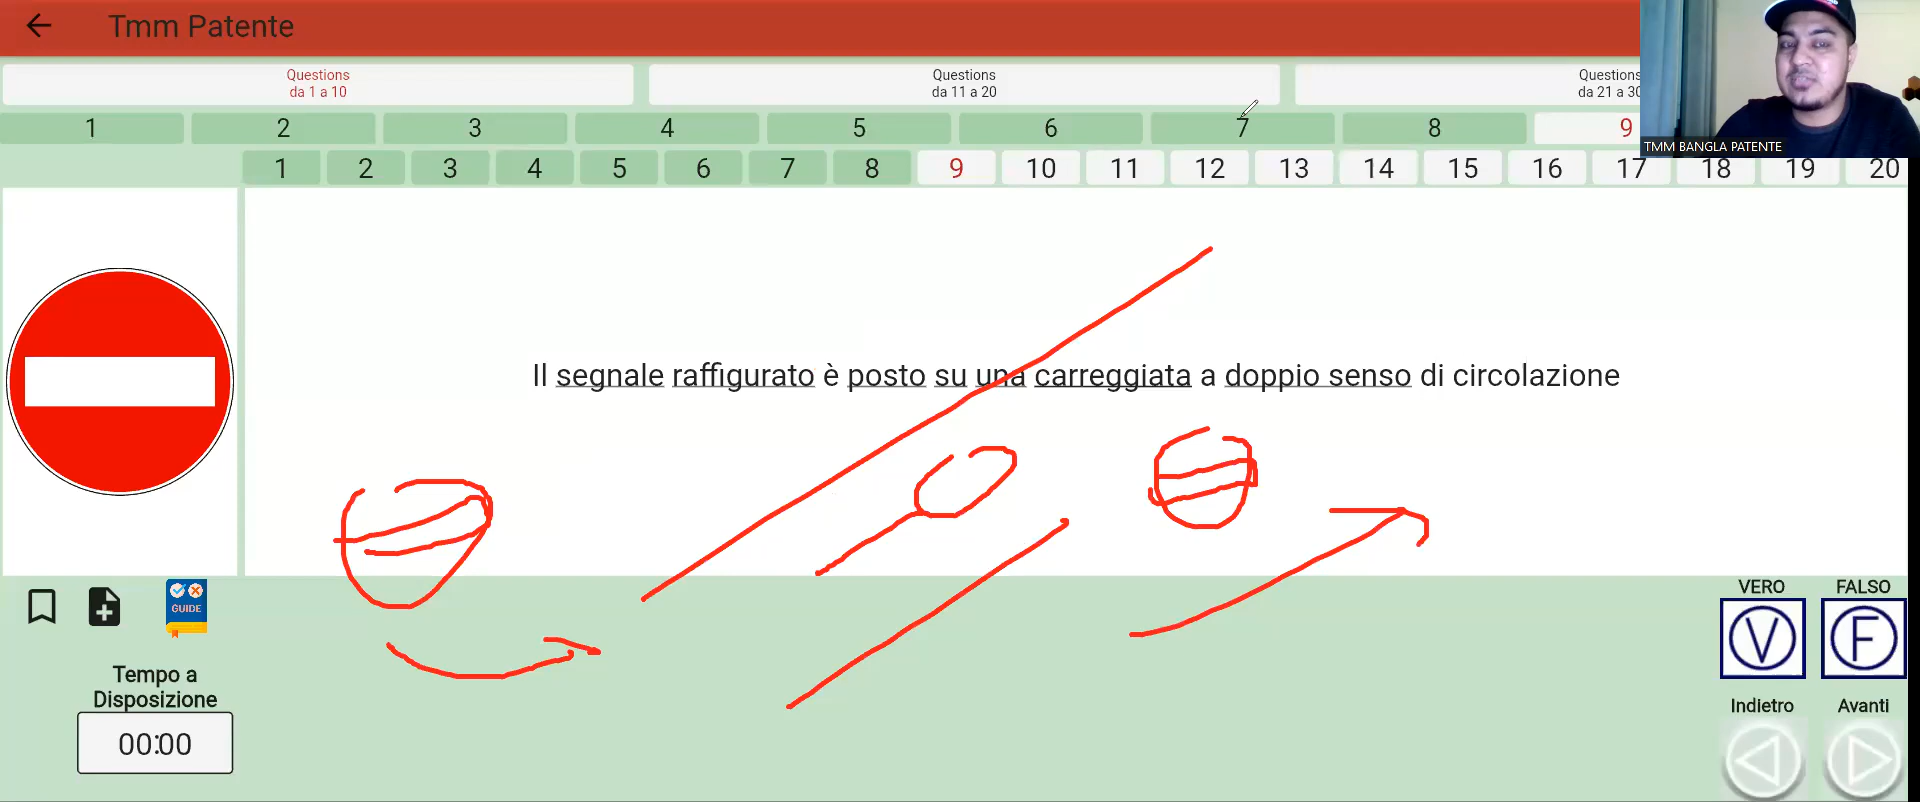 Tmm Patente
Questions
da 1 a 10
Questions
da 11 a 20
Questions
da 21 a 30
1 2 3 4 5 6 7 8 9
TMM BANGLA PATENTE
1 2 3 4 5 6 7 8 9 10 11 12 13 14 15 16 17 18 19 20
Il segnale raffigurato è posto su una carreggiata a doppio senso di circolazione
GUIDE
VERO FALSO
V F
Tempo a
Disposizione
00:00
Indietro Avanti